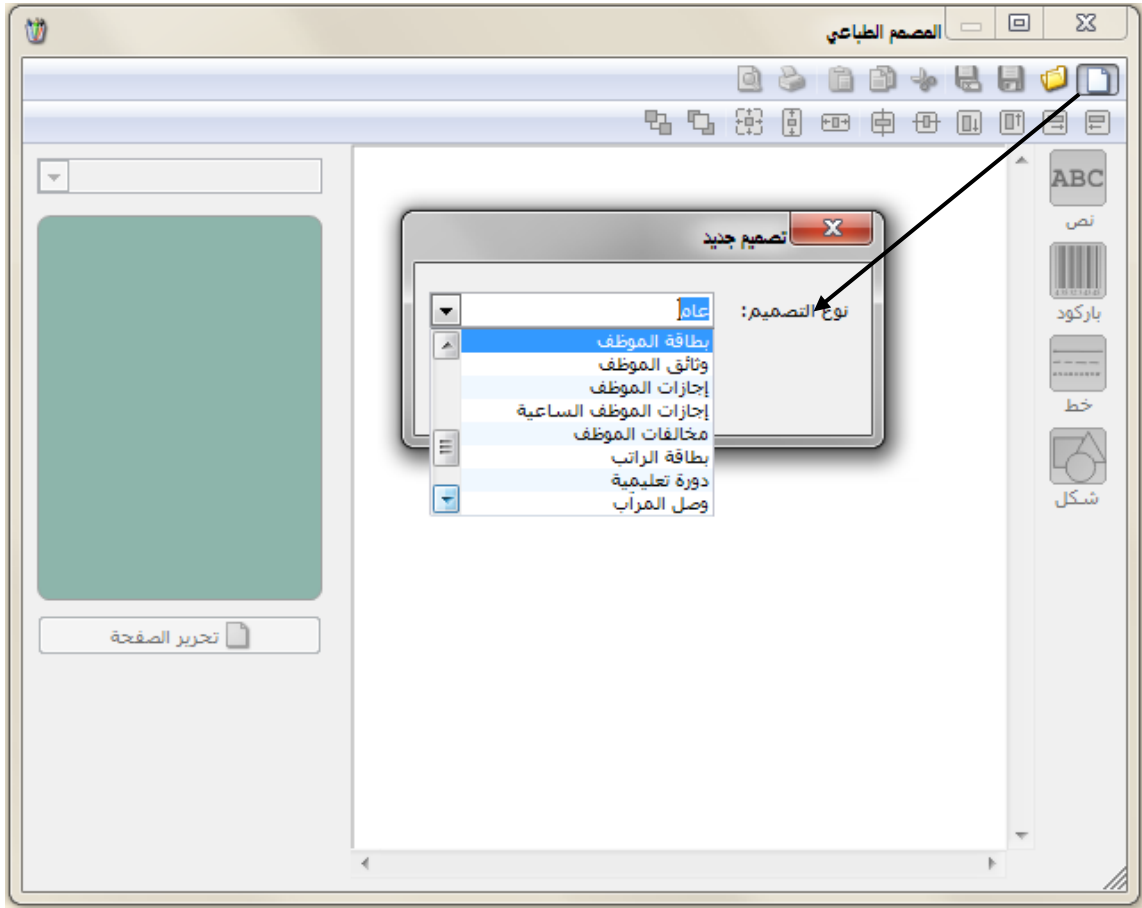 المصمم الطباعي
ABC
نص
باركود
خط
شكل
تصميم جديد
نوع التصميم:
عام
بطاقة الموظف
وثائق الموظف
إجازات الموظف
إجازات الموظف الساعية
مخالفات الموظف
بطاقة الراتب
دورة تعليمية
وصل المرآب
تحرير الصفحة